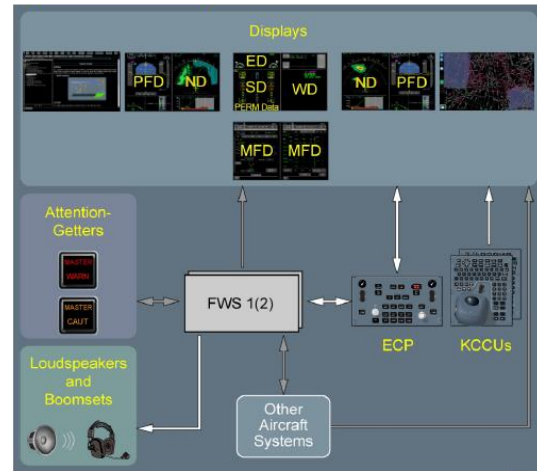 Displays
PFD
ND
ED
SD
PERM Data
WD
ND
PFD
MFD
MFD
Attention-
Getters
MASTER
WARN
MASTER
CAUT
FWS 1(2)
ECP
KCCUs
Loudspeakers
and
Boomsets
Other
Aircraft
Systems